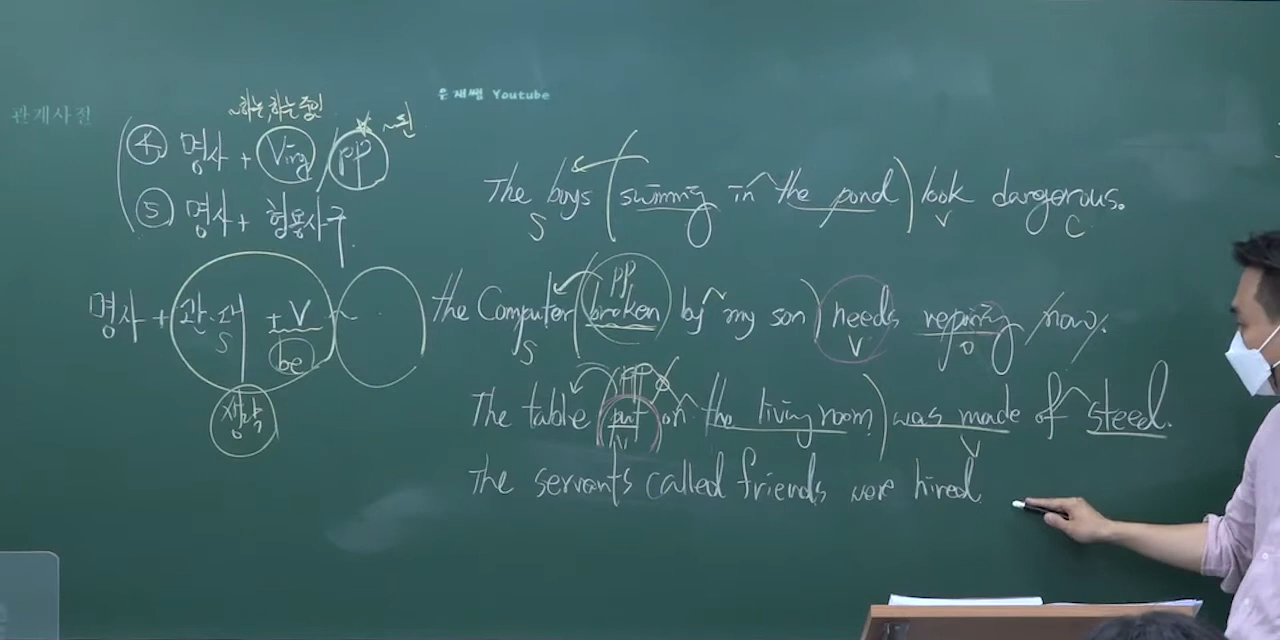 은재쌤 Youtube
관계사절
~하는, 하는 중인
④ 명사 + Ving / pp ~된
⑤ 명사 + 형용사구
명사 + 관·대 + V
S be
생략
The boys (swimming in the pond) look dangerous.
S V C
pp
the Computer (broken by my son) needs reparing now.
S V O
pp
The table (put on the living room) was made of steed.
V V
The servants called friends were hired